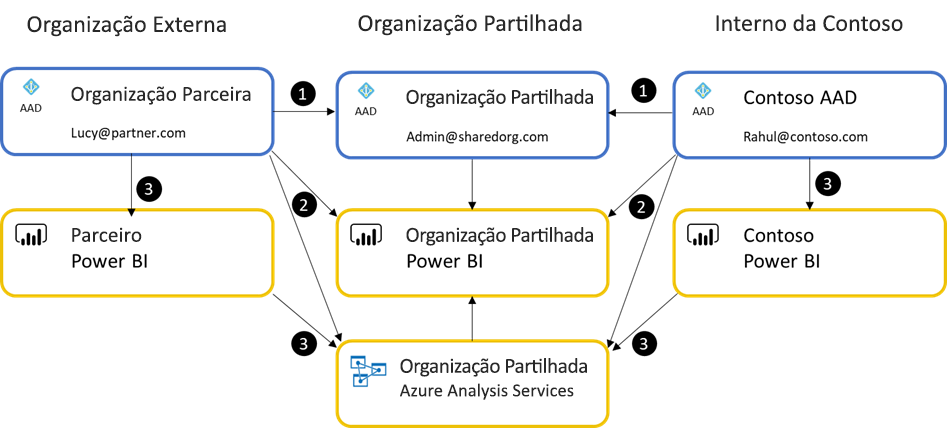 Organização Externa
Organização Partilhada
Interno da Contoso
AAD
Organização Parceira
Lucy@partner.com
1
AAD
Organização Partilhada
Admin@sharedorg.com
1
AAD
Contoso AAD
Rahul@contoso.com
3
2
2
3
Parceiro
Power BI
Organização Partilhada
Power BI
Contoso
Power BI
3
3
Organização Partilhada
Azure Analysis Services